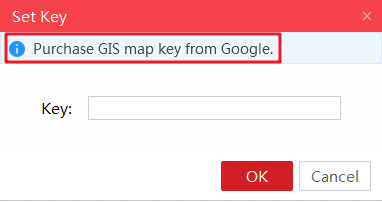 Set Key
Purchase GIS map key from Google.
Key:
OK Cancel